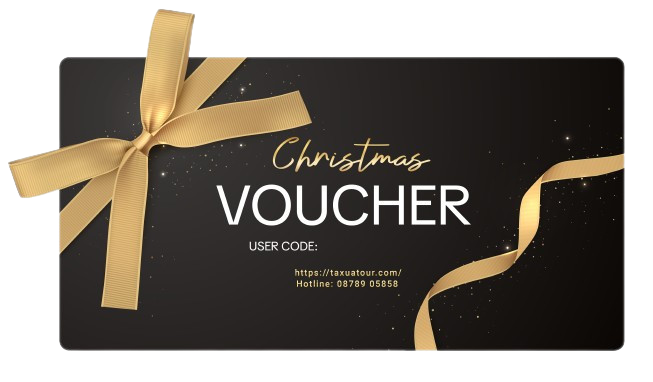 Christmas
VOUCHER
USER CODE:
https://taxuatour.com/
Hotline: 08789 05858